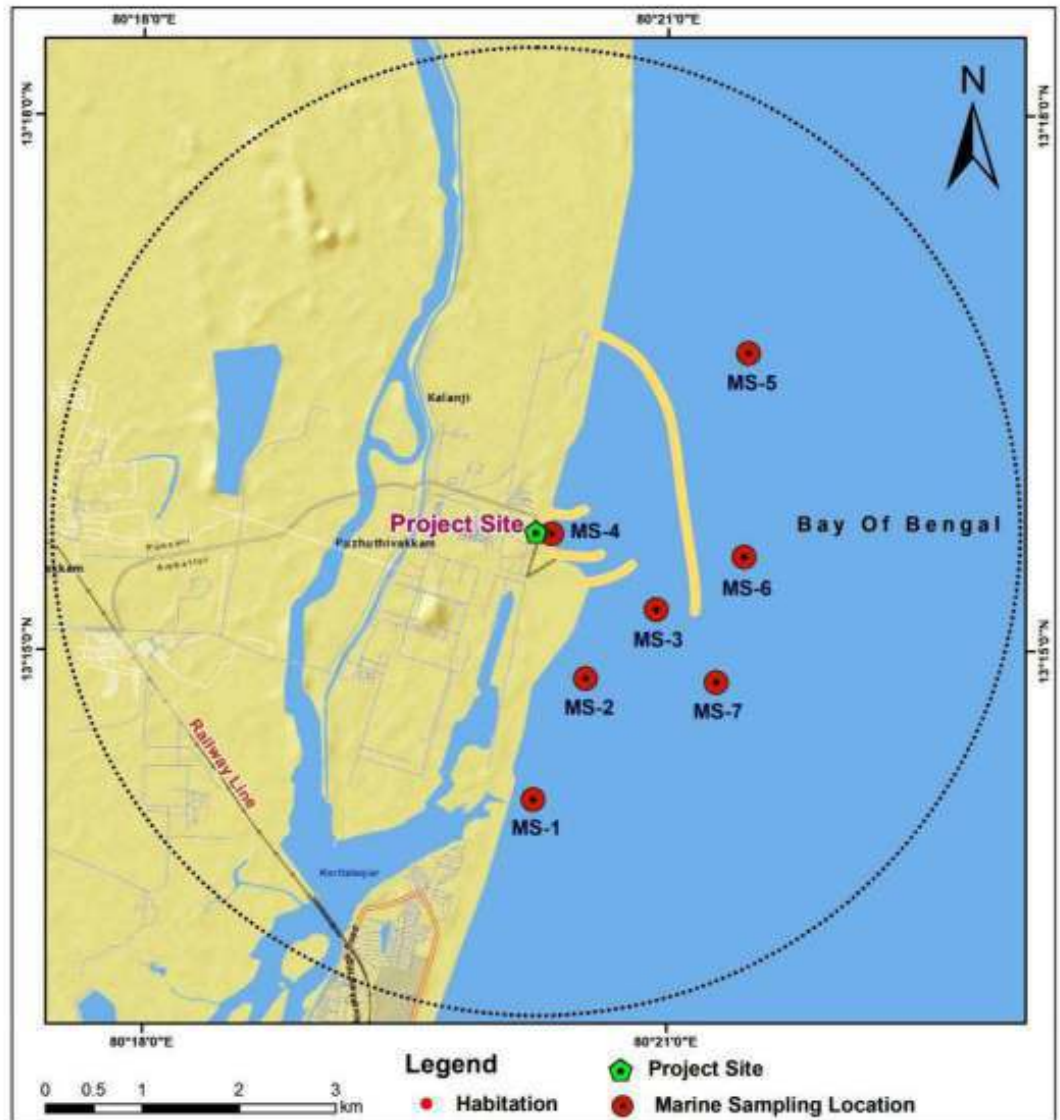 80°18'0"E
80°21'0"E
13°18'0"N
13°18'0"N
N
MS-5
Kalanji
Project Site
MS-4
Bay Of Bengal
Puzhuthivakkam
MS-6
MS-3
13°15'0"N
13°15'0"N
MS-2
MS-7
Railway Line
MS-1
80°18'0"E
80°21'0"E
Legend
Project Site
0 0.5 1 2 3
km
Habitation
Marine Sampling Location